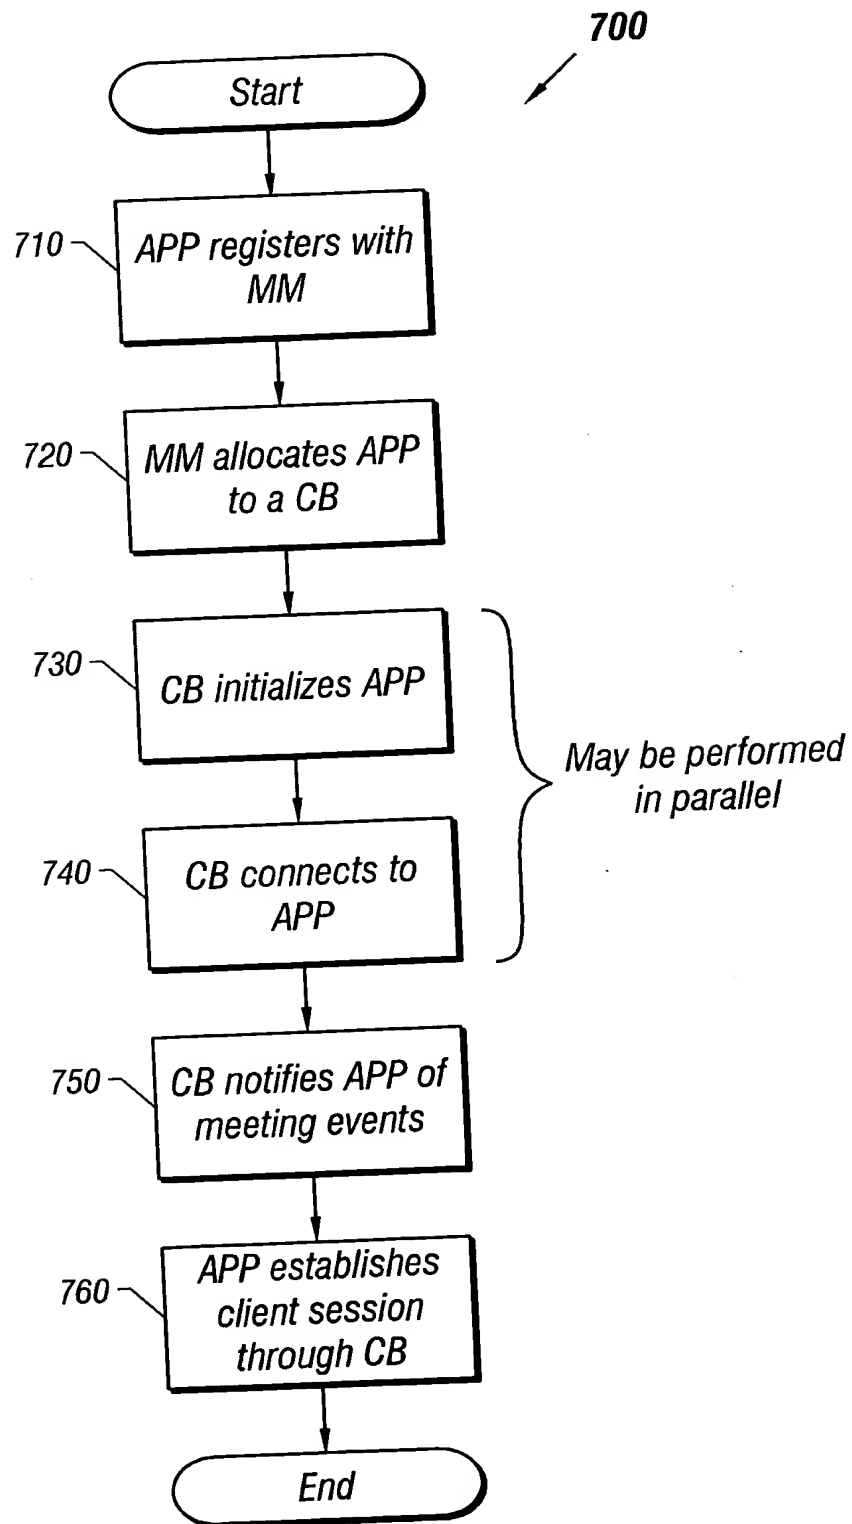 700
Start
710
APP registers with
MM
720
MM allocates APP
to a CB
730
CB initializes APP
May be performed
in parallel
740
CB connects to
APP
750
CB notifies APP of
meeting events
760
APP establishes
client session
through CB
End